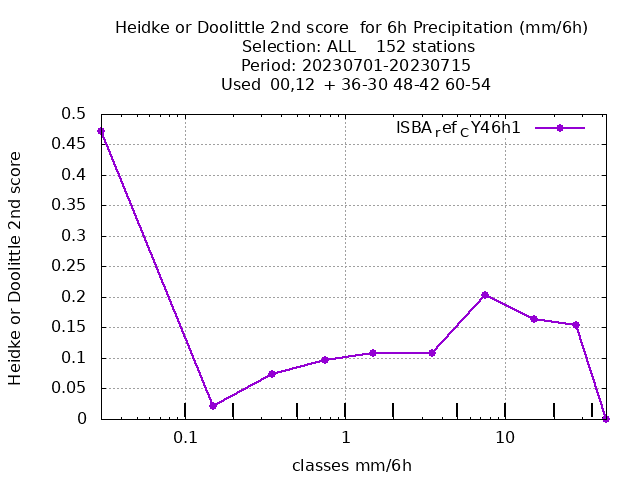 Heidke or Doolittle 2nd score  for 6h Precipitation (mm/6h)
Selection: ALL    152 stations
Period: 20230701-20230715
Used  00,12  + 36-30 48-42 60-54
ISBA_ref_CY46h1
Heidke or Doolittle 2nd score
0.5
0.45
0.4
0.35
0.3
0.25
0.2
0.15
0.1
0.05
0
0.1
1
10
classes mm/6h